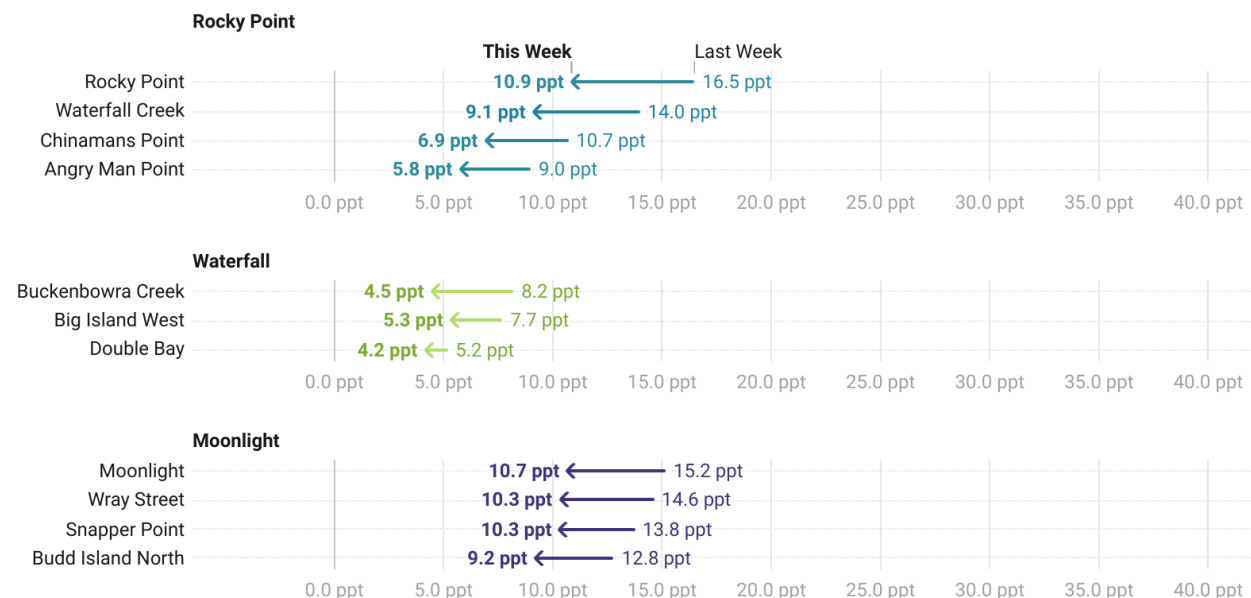 Rocky Point
This Week Last Week
Rocky Point 10.9 ppt 16.5 ppt
Waterfall Creek 9.1 ppt 14.0 ppt
Chinamans Point 6.9 ppt 10.7 ppt
Angry Man Point 5.8 ppt 9.0 ppt
0.0 ppt 5.0 ppt 10.0 ppt 15.0 ppt 20.0 ppt 25.0 ppt 30.0 ppt 35.0 ppt 40.0 ppt
Waterfall
Buckenbowra Creek 4.5 ppt 8.2 ppt
Big Island West 5.3 ppt 7.7 ppt
Double Bay 4.2 ppt 5.2 ppt
0.0 ppt 5.0 ppt 10.0 ppt 15.0 ppt 20.0 ppt 25.0 ppt 30.0 ppt 35.0 ppt 40.0 ppt
Moonlight
Moonlight 10.7 ppt 15.2 ppt
Wray Street 10.3 ppt 14.6 ppt
Snapper Point 10.3 ppt 13.8 ppt
Budd Island North 9.2 ppt 12.8 ppt
0.0 ppt 5.0 ppt 10.0 ppt 15.0 ppt 20.0 ppt 25.0 ppt 30.0 ppt 35.0 ppt 40.0 ppt